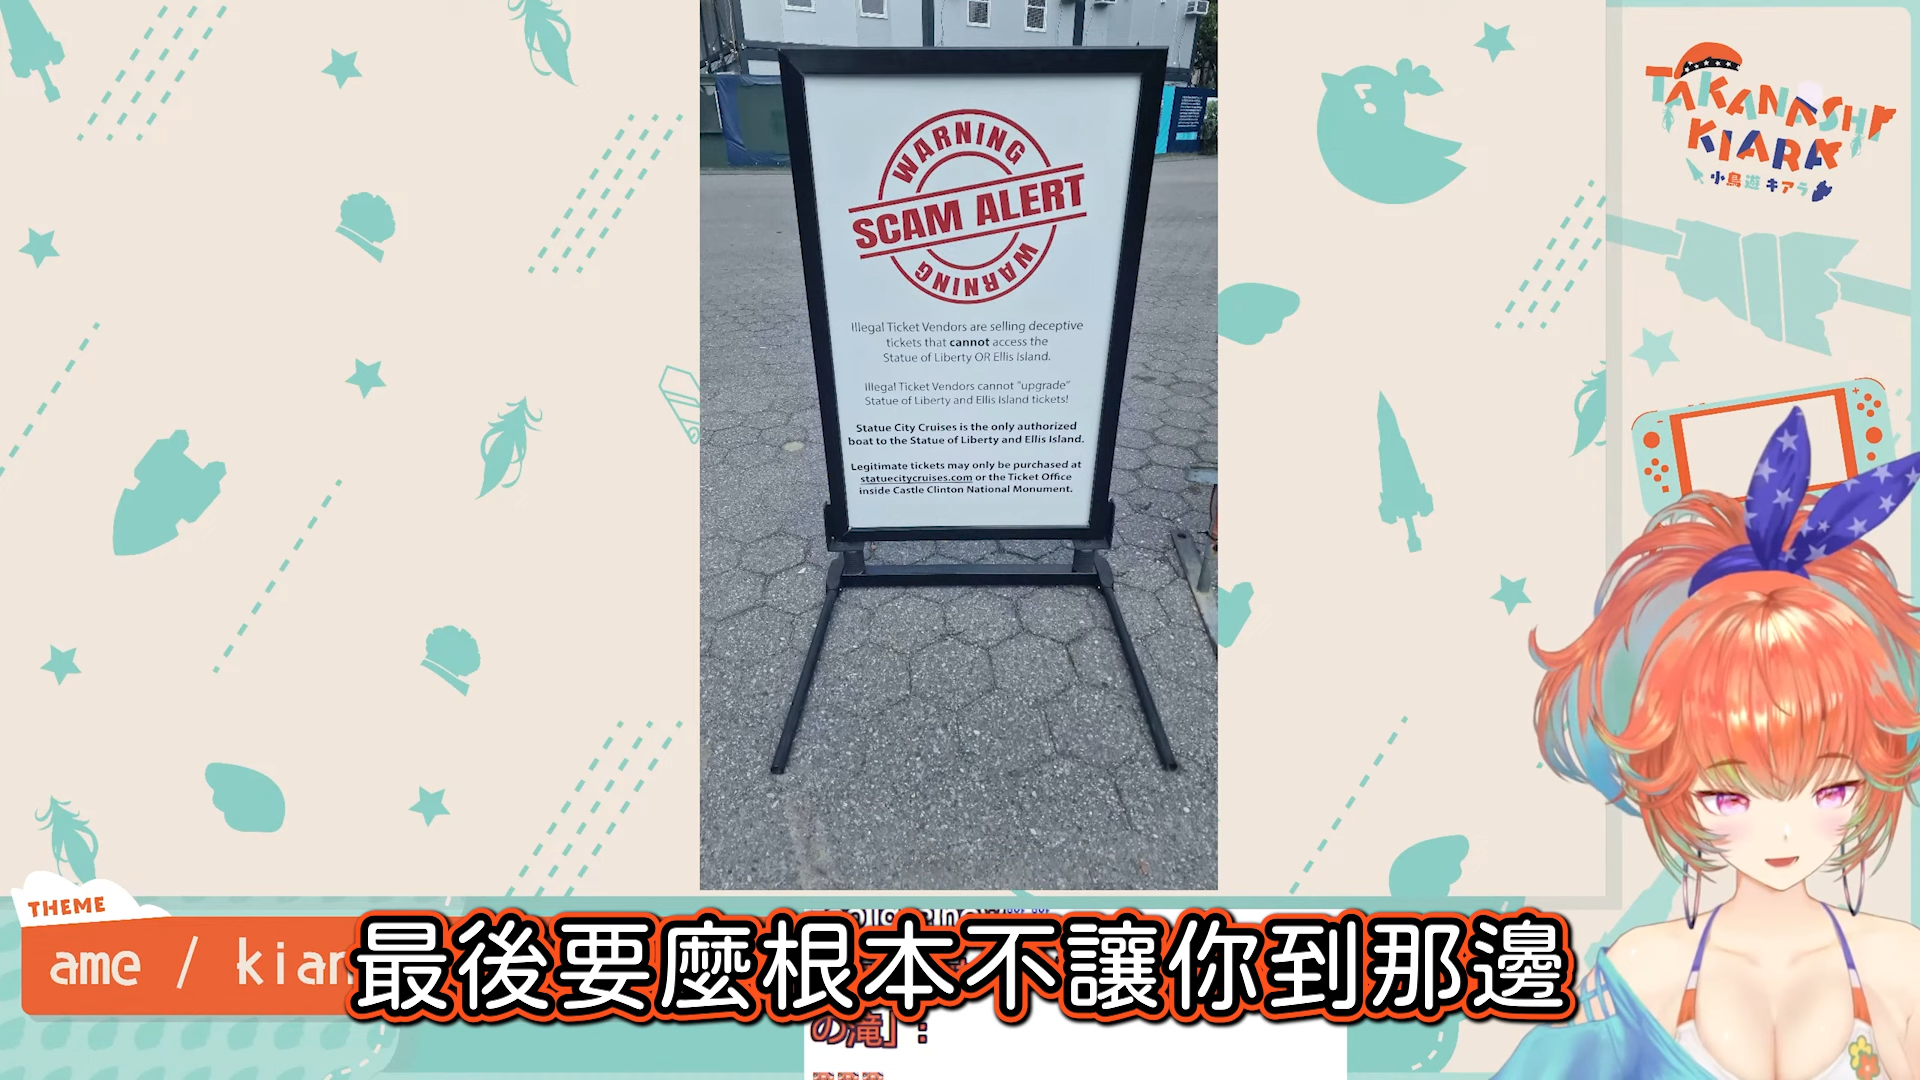 TAKANASHI
KIARA
小鳥遊キアラ
WARNING
SCAM ALERT
WARNING
Illegal Ticket Vendors are selling deceptive
tickets that cannot access the
Statue of Liberty OR Ellis Island.
Illegal Ticket Vendors cannot "upgrade"
Statue of Liberty and Ellis Island tickets!
Statue City Cruises is the only authorized
boat to the Statue of Liberty and Ellis Island.
Legitimate tickets may only be purchased at
statuecitycruises.com or the Ticket Office
inside Castle Clinton National Monument.
THEME
ame / kiar
最後要麼根本不讓你到那邊
の滝」: